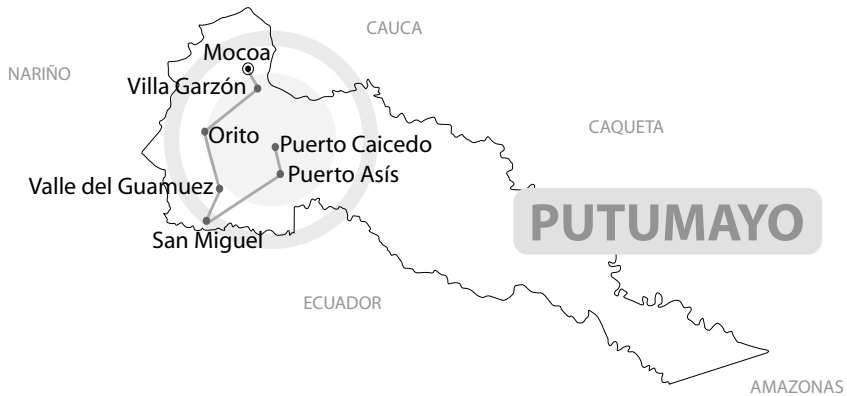 CAUCA
Mocoa
NARIÑO
Villa Garzón
CAQUETA
Orito
Puerto Caicedo
Puerto Asís
Valle del Guamuez
PUTUMAYO
San Miguel
ECUADOR
AMAZONAS